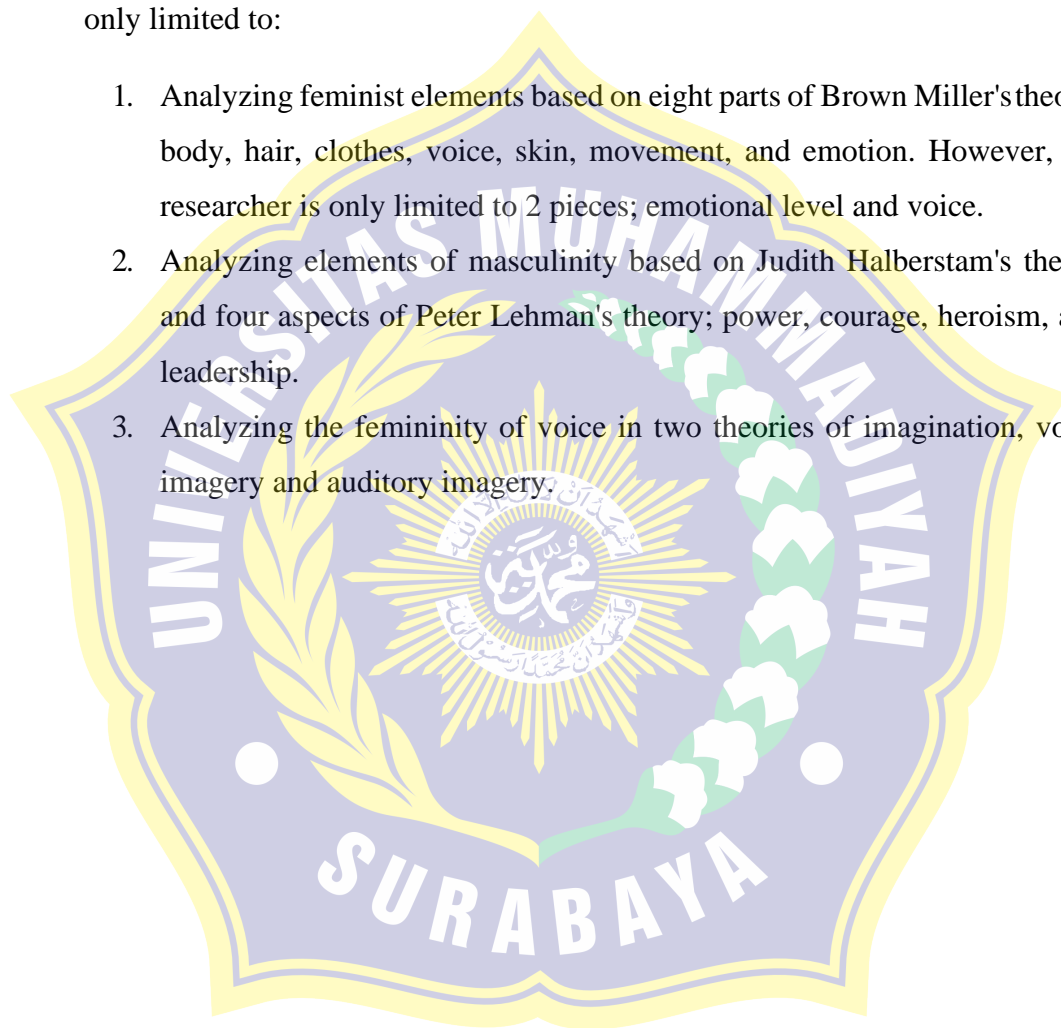 only limited to:
1. Analyzing feminist elements based on eight parts of Brown Miller's theo
body, hair, clothes, voice, skin, movement, and emotion. However,
researcher is only limited to 2 pieces; emotional level and voice.
2. Analyzing elements of masculinity based on Judith Halberstam's the
and four aspects of Peter Lehman's theory; power, courage, heroism, a
leadership.
3. Analyzing the femininity of voice in two theories of imagination, vo
imagery and auditory imagery.
UNIVERSITAS MUHAMMADIYAH
SURABAYA